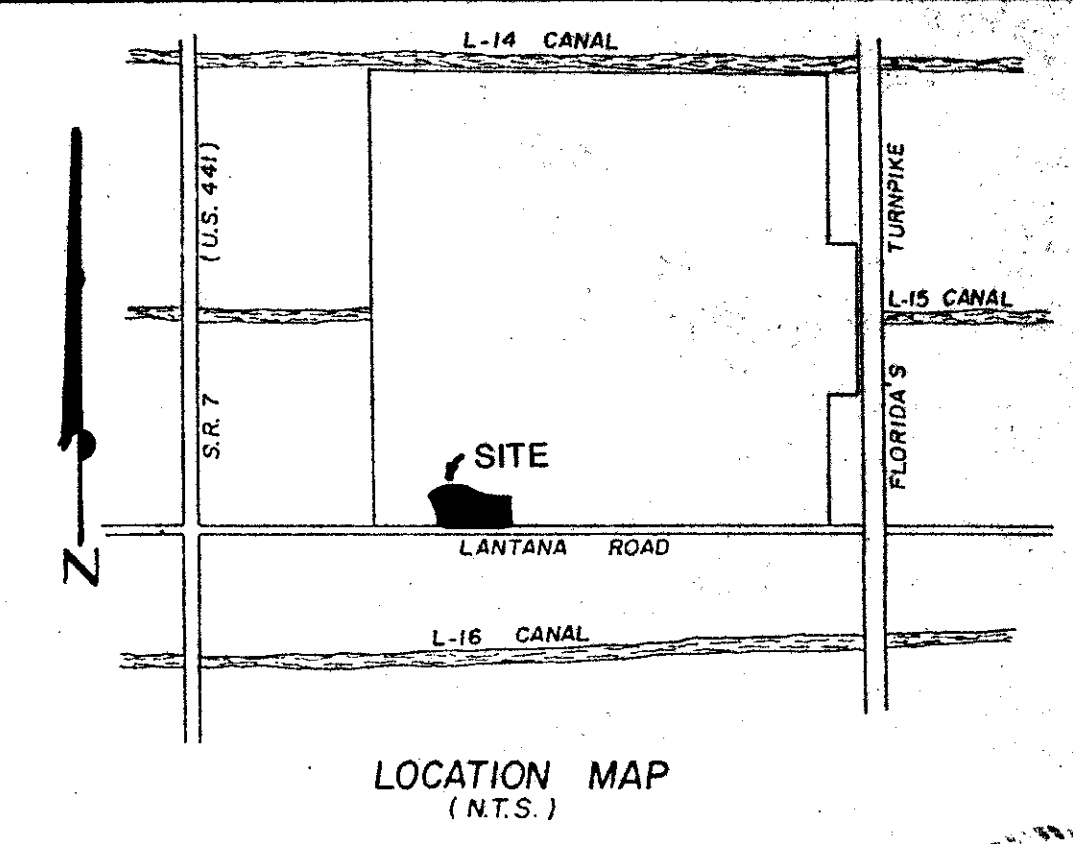 L-14 CANAL
(U.S. 441)
TURNPIKE
L-15 CANAL
S.R. 7
FLORIDA'S
SITE
LANTANA ROAD
N
L-16 CANAL
LOCATION MAP
(N.T.S.)